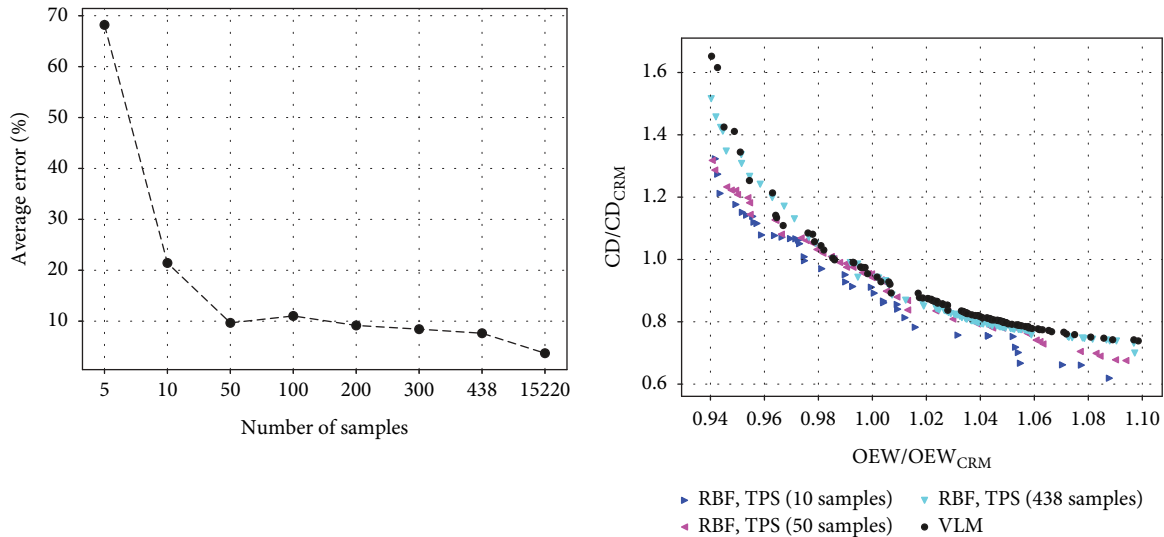 70
60
50
40
30
20
10
Average error (%)
5 10 50 100 200 300 438 15220
Number of samples
1.6
1.4
1.2
1.0
0.8
0.6
CD/CD_CRM
0.94 0.96 0.98 1.00 1.02 1.04 1.06 1.08 1.10
OEW/OEW_CRM
RBF, TPS (10 samples)
RBF, TPS (50 samples)
RBF, TPS (438 samples)
VLM